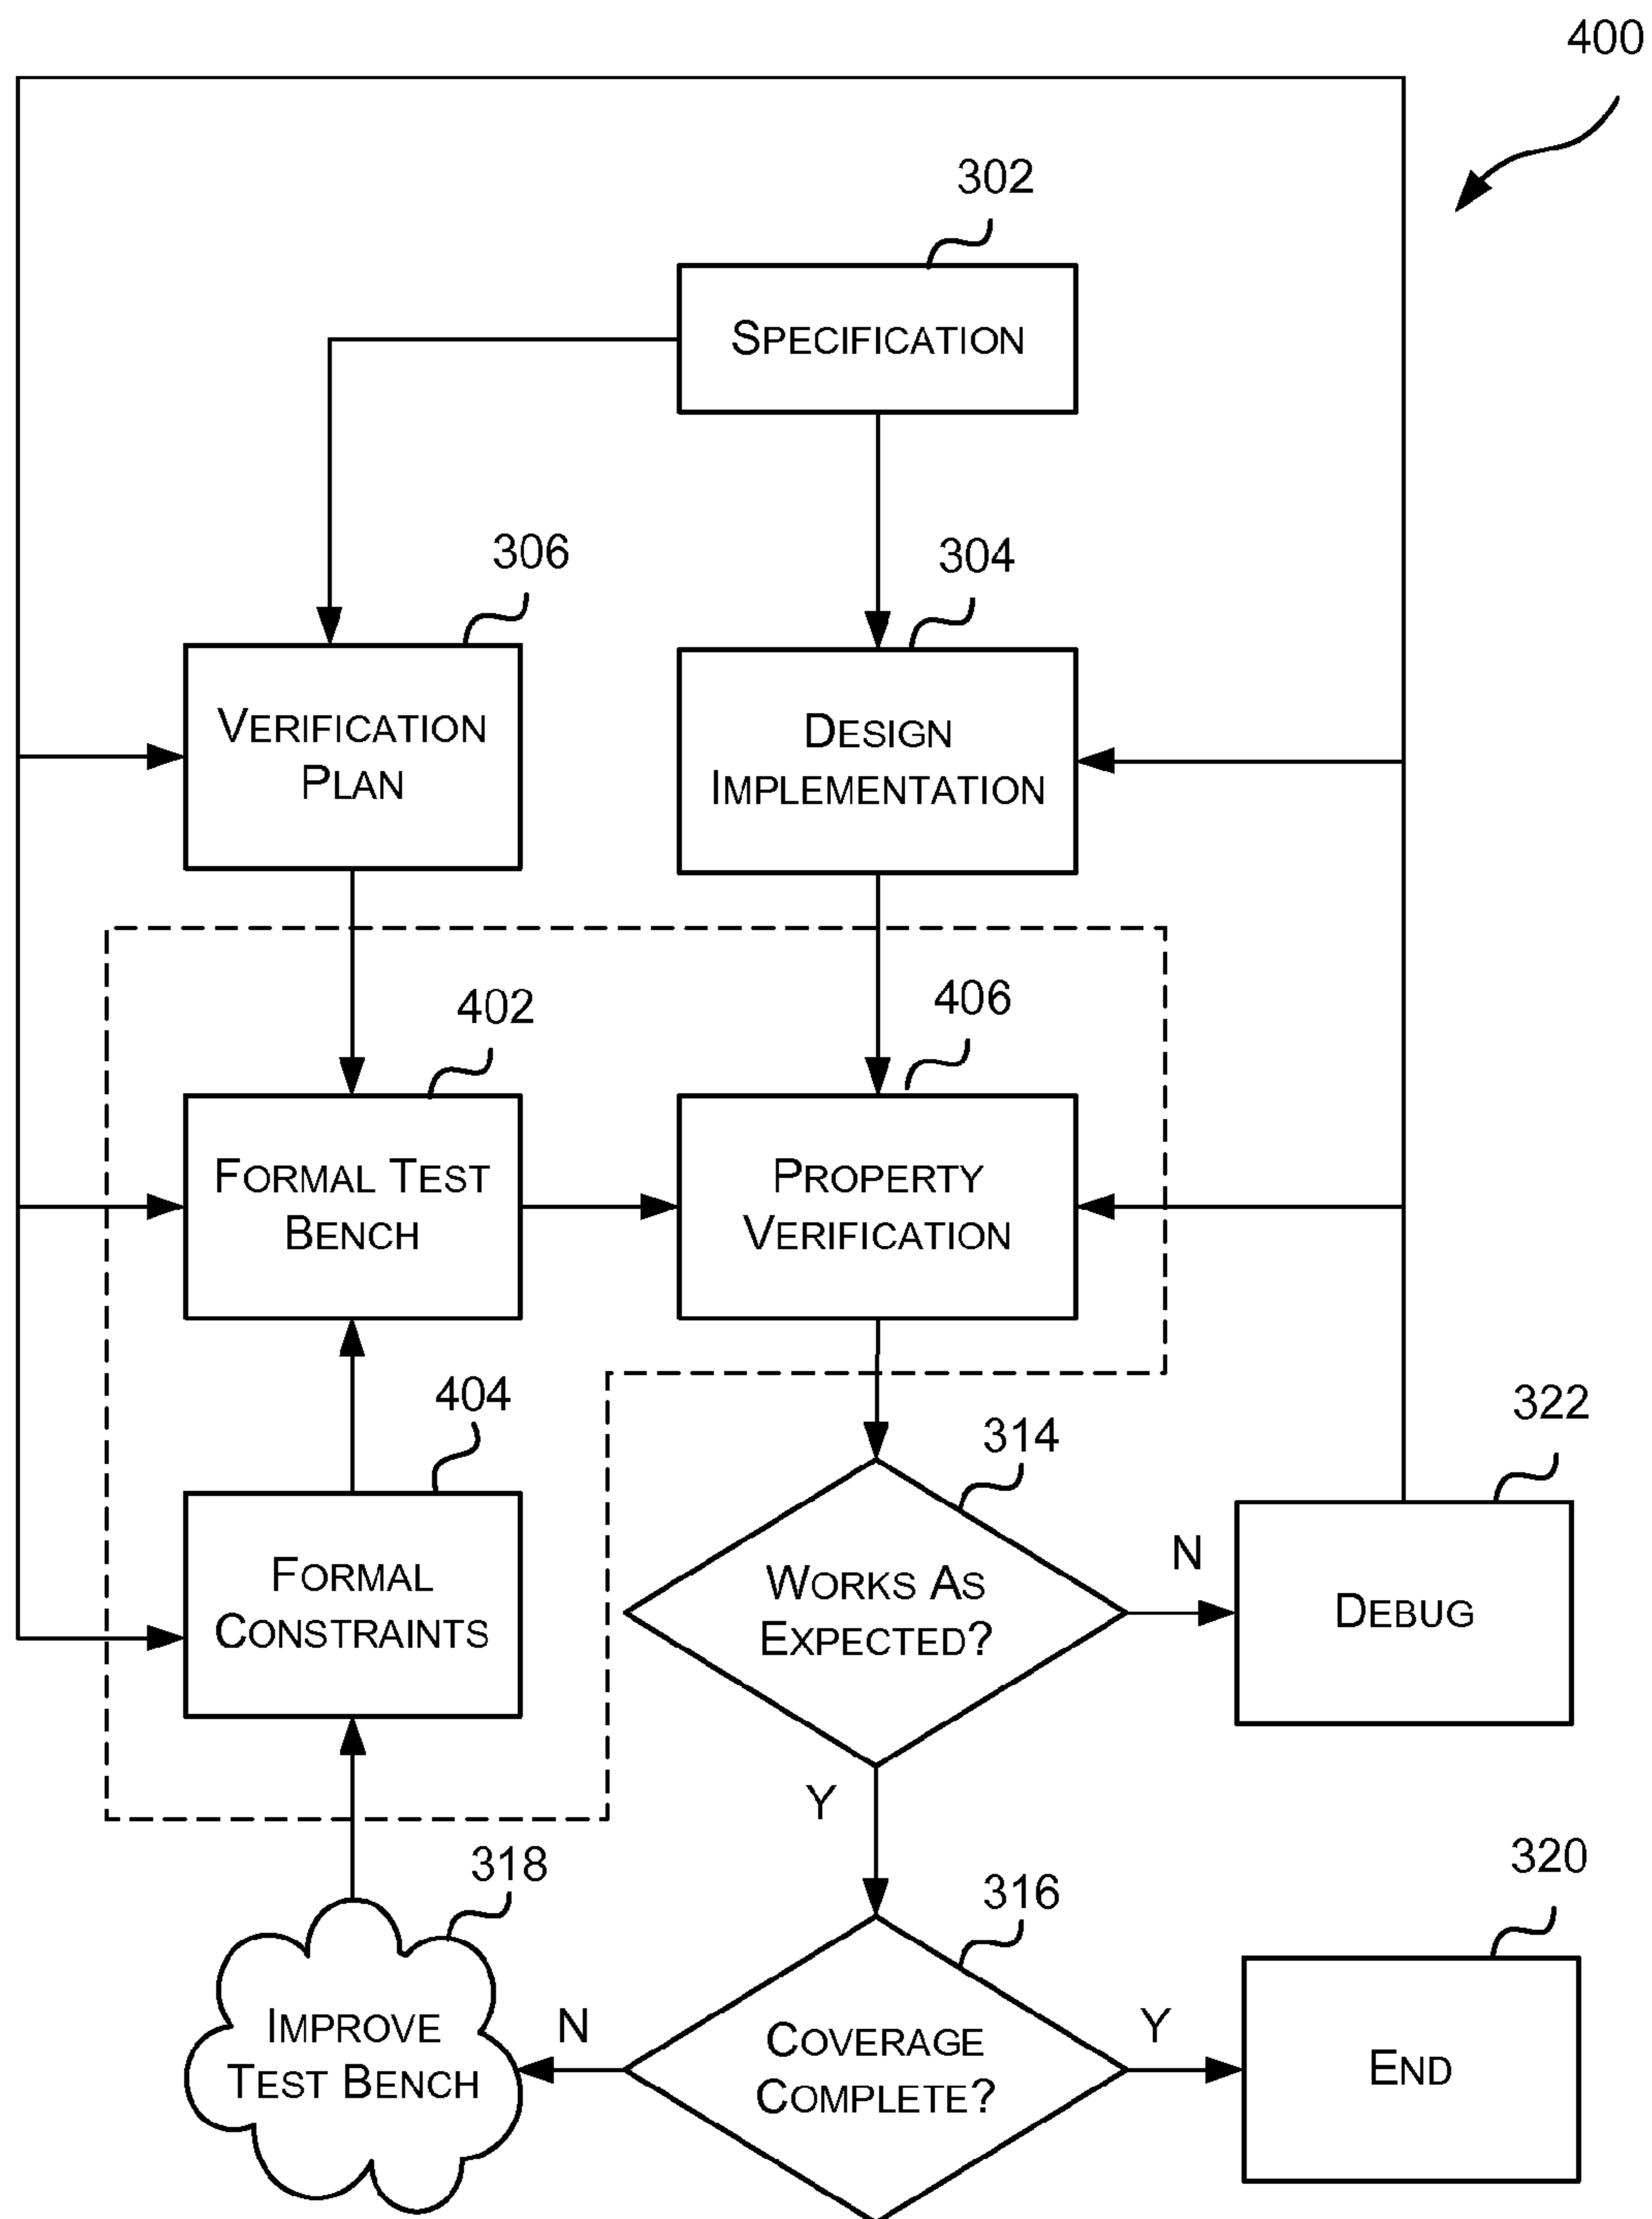 400
302
SPECIFICATION
306
304
VERIFICATION
PLAN
DESIGN
IMPLEMENTATION
402
406
FORMAL TEST
BENCH
PROPERTY
VERIFICATION
404
314
322
FORMAL
CONSTRAINTS
WORKS AS
EXPECTED?
N
DEBUG
Y
318
316
320
IMPROVE
TEST BENCH
N
COVERAGE
COMPLETE?
Y
END